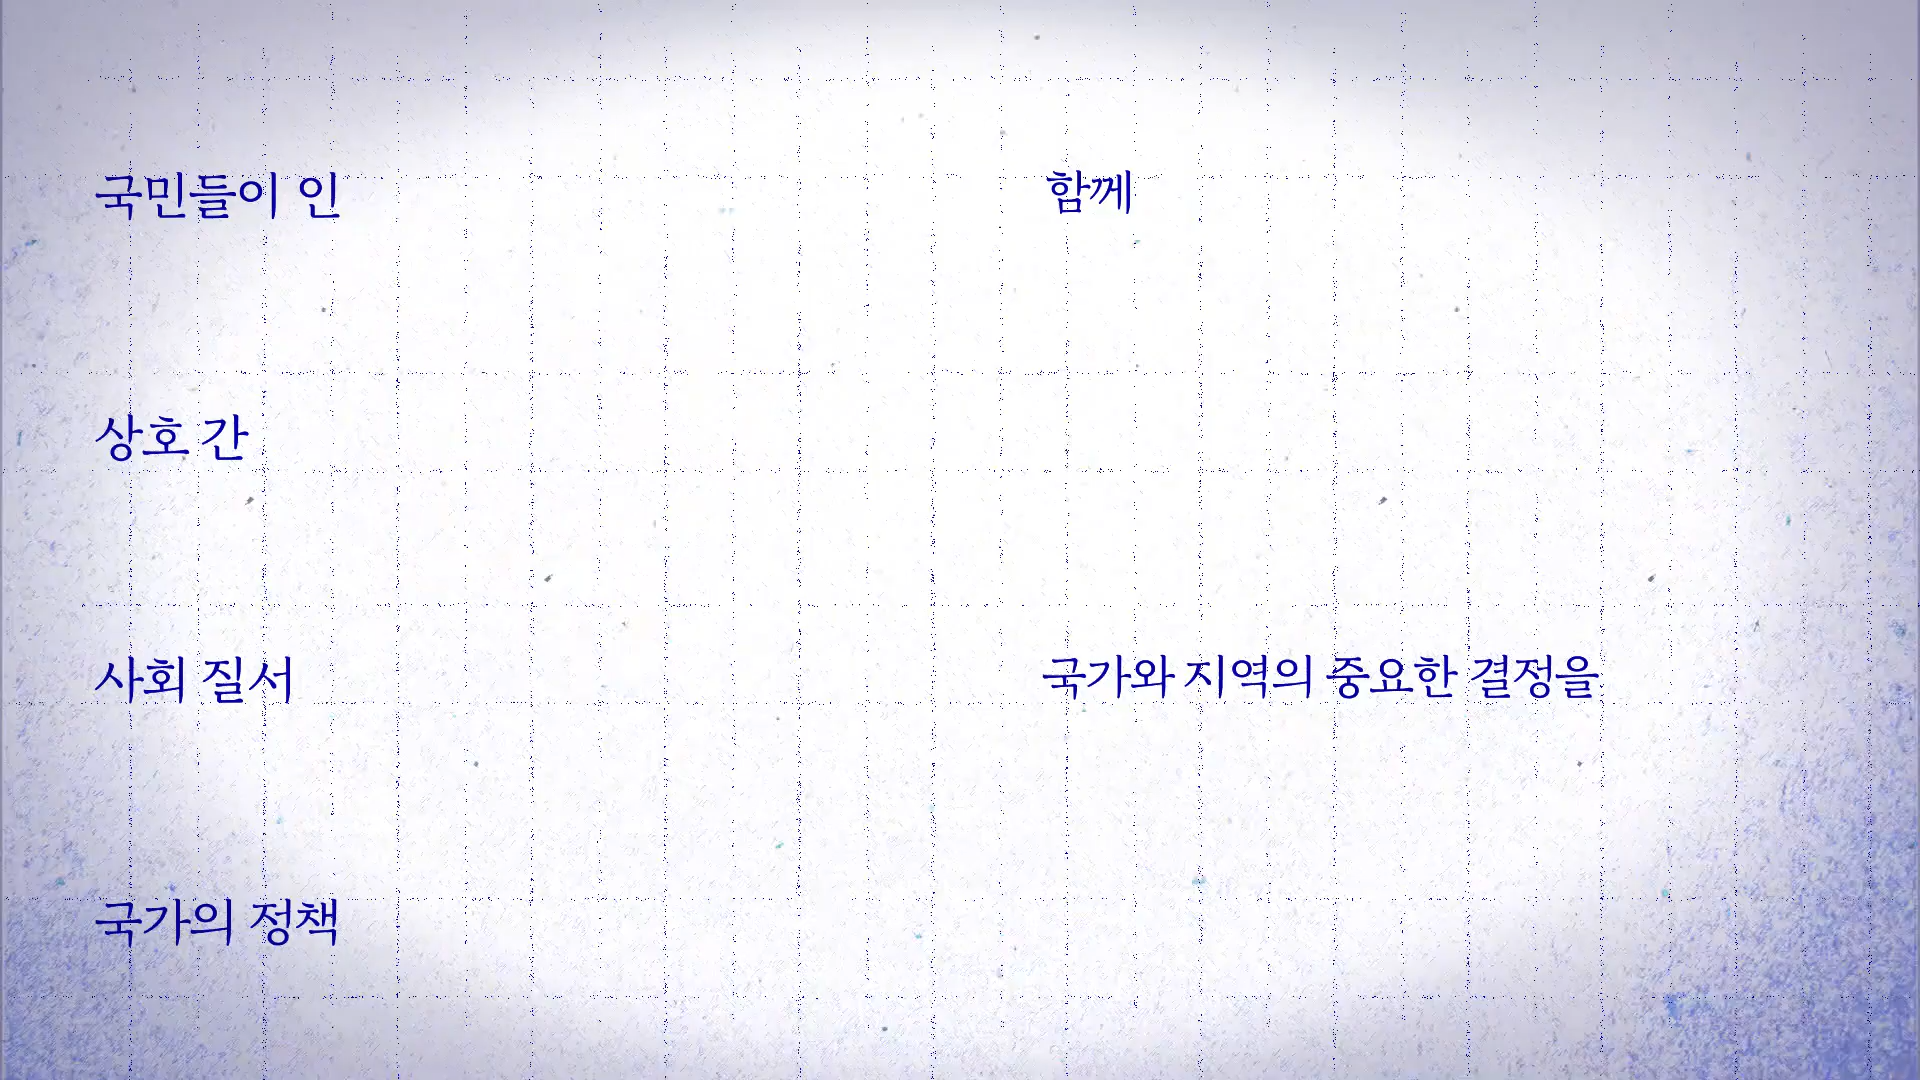 국민들이 인
상호 간
사회 질서
국가의 정책
함께
국가와 지역의 중요한 결정을